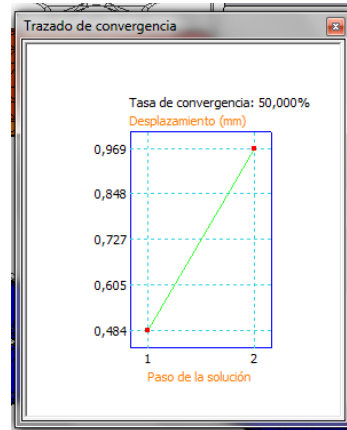 Trazado de convergencia
Tasa de convergencia: 50,000%
Desplazamiento (mm)
0,969
0,848
0,727
0,605
0,484
1 2
Paso de la solución